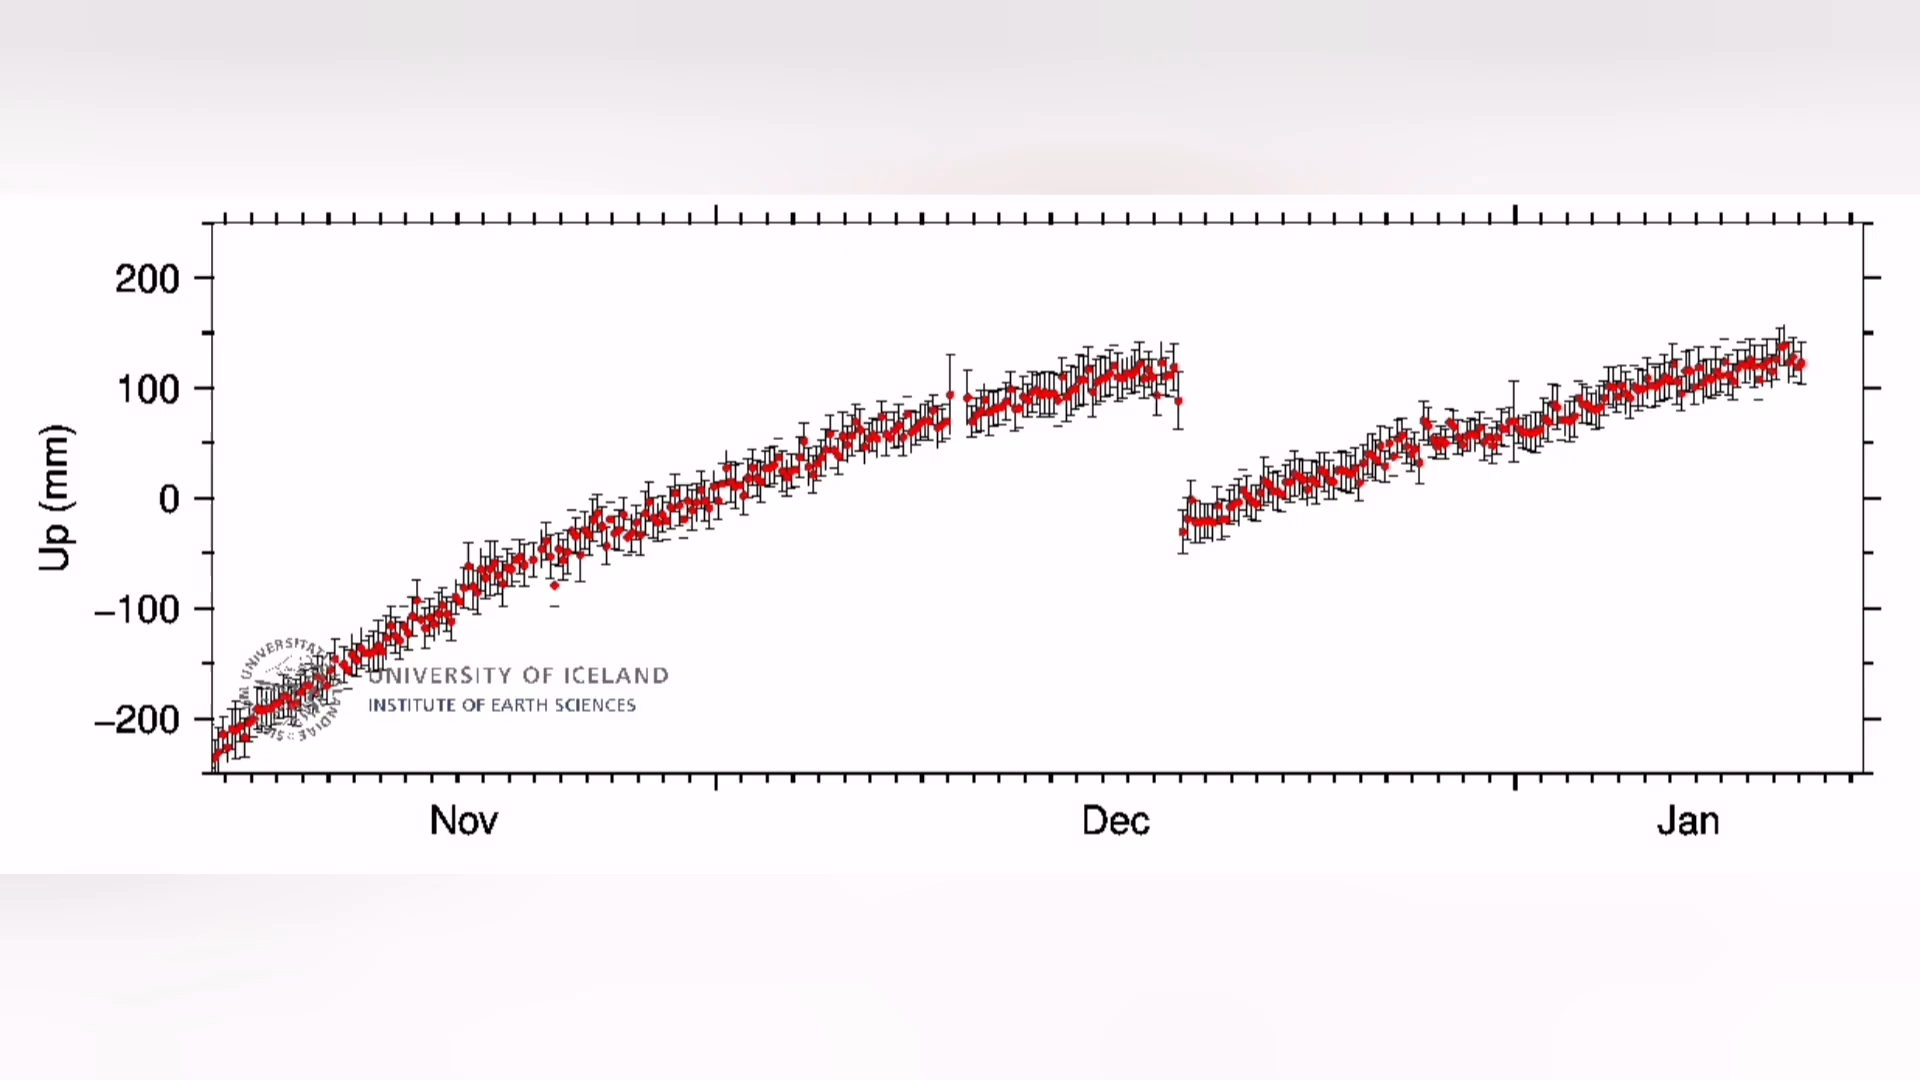 200
100
0
−100
−200
Up (mm)
UNIVERSITY OF ICELAND
INSTITUTE OF EARTH SCIENCES
Nov
Dec
Jan